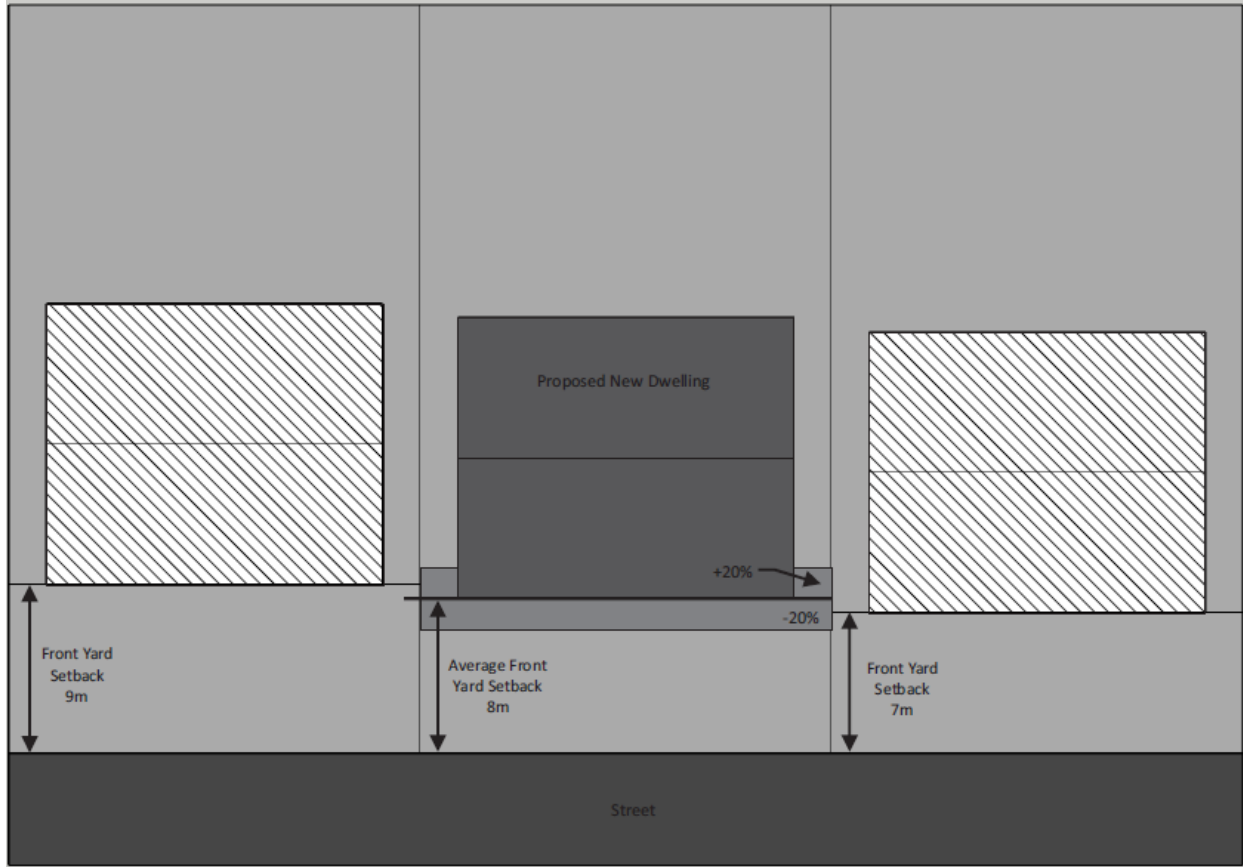 Proposed New Dwelling
+20%
-20%
Front Yard
Setback
9m
Average Front
Yard Setback
8m
Front Yard
Setback
7m
Street